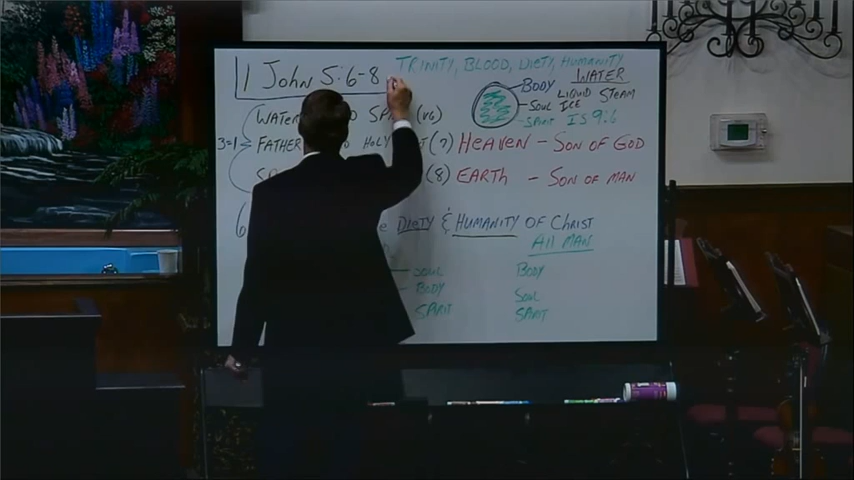 1 John 5:6-8
TRINITY, BLOOD, DIETY, HUMANITY
WATER
BODY LIQUID STEAM
SOUL ICE
SPIRIT IS 9:6
WATER SPI (V6)
3=1 FATHER HOLY (7) HEAVEN - SON OF GOD
(8) EARTH - SON OF MAN
DIETY & HUMANITY OF CHRIST
All MAN
SOUL BODY
BODY SOUL
SPIRIT SPIRIT